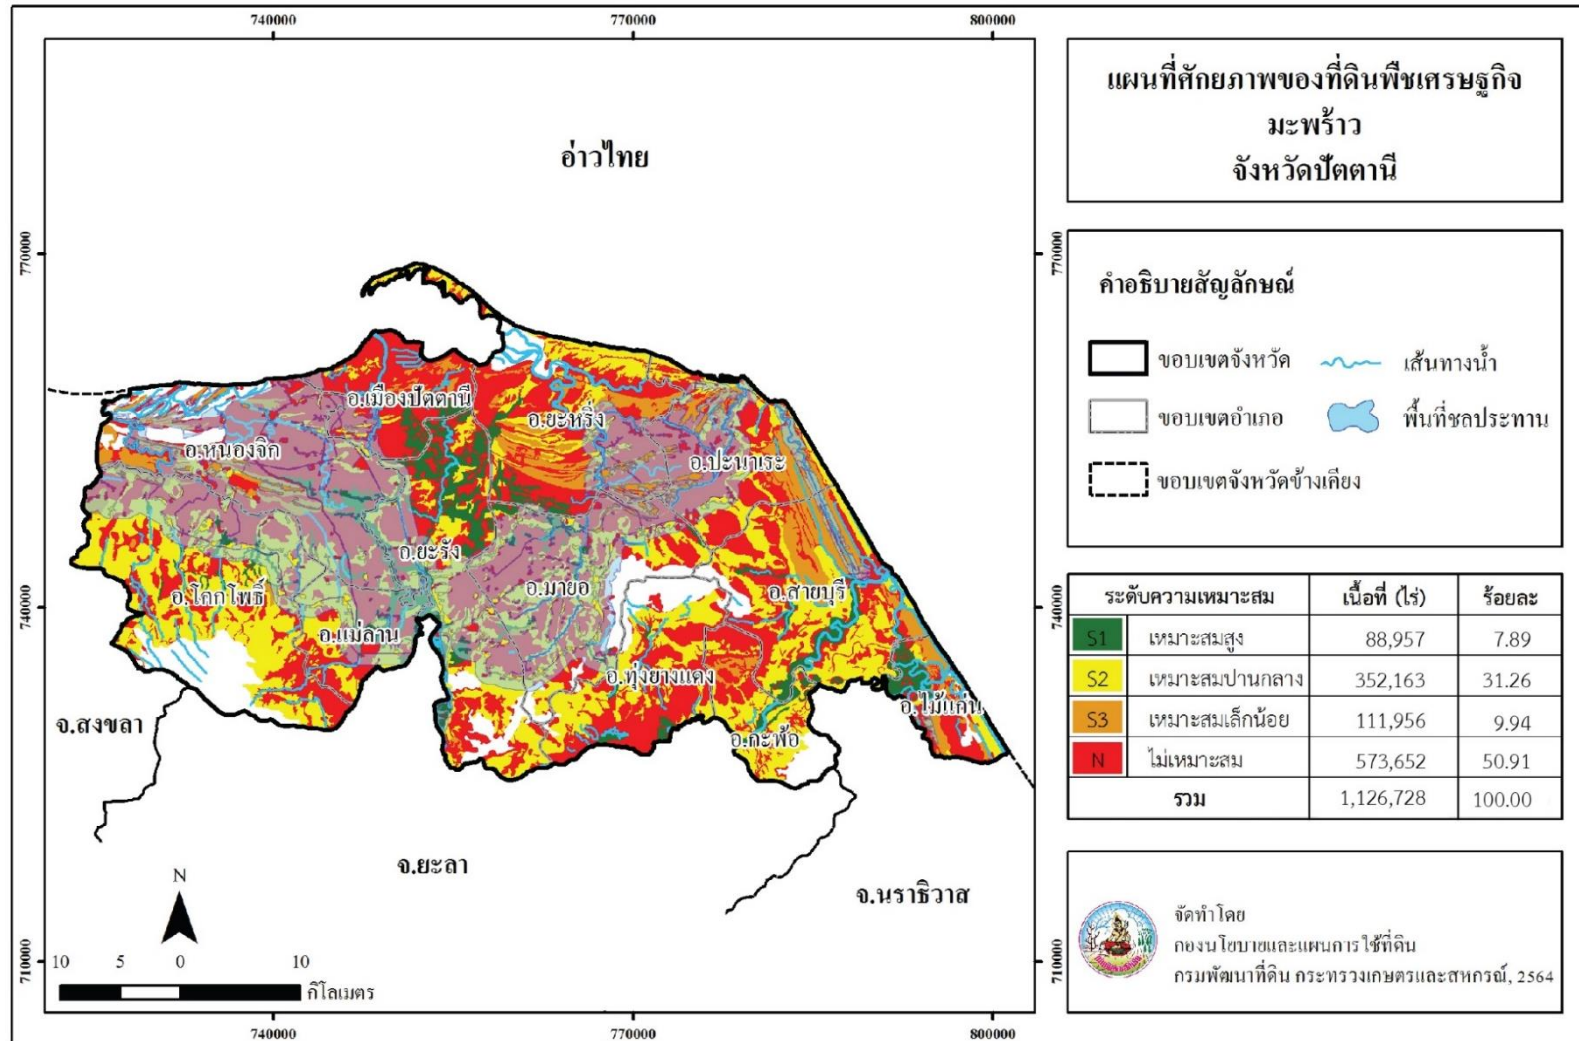 740000
770000
800000
แผนที่ศักยภาพของที่ดินพืชเศรษฐกิจ
มะพร้าว
จังหวัดปัตตานี
อ่าวไทย
770000
770000
คำอธิบายสัญลักษณ์
ขอบเขตจังหวัด
เส้นทางน้ำ
ขอบเขตอำเภอ
พื้นที่ชลประทาน
ขอบเขตจังหวัดข้างเคียง
อ.เมืองปัตตานี
อ.ยะหริ่ง
อ.หนองจิก
อ.ปะนาเระ
อ.ยะรัง
อ.มายอ
อ.สายบุรี
อ.โคกโพธิ์
อ.แม่ลาน
อ.ทุ่งยางแดง
อ.ไม้แก่น
อ.กะพ้อ
740000
740000
ระดับความเหมาะสม เนื้อที่ (ไร่) ร้อยละ
S1 เหมาะสมสูง 88,957 7.89
S2 เหมาะสมปานกลาง 352,163 31.26
S3 เหมาะสมเล็กน้อย 111,956 9.94
N ไม่เหมาะสม 573,652 50.91
รวม 1,126,728 100.00
จ.สงขลา
จ.ยะลา
จ.นราธิวาส
N
10 5 0 10
กิโลเมตร
710000
710000
จัดทำโดย
กองนโยบายและแผนการใช้ที่ดิน
กรมพัฒนาที่ดิน กระทรวงเกษตรและสหกรณ์, 2564
740000
770000
800000